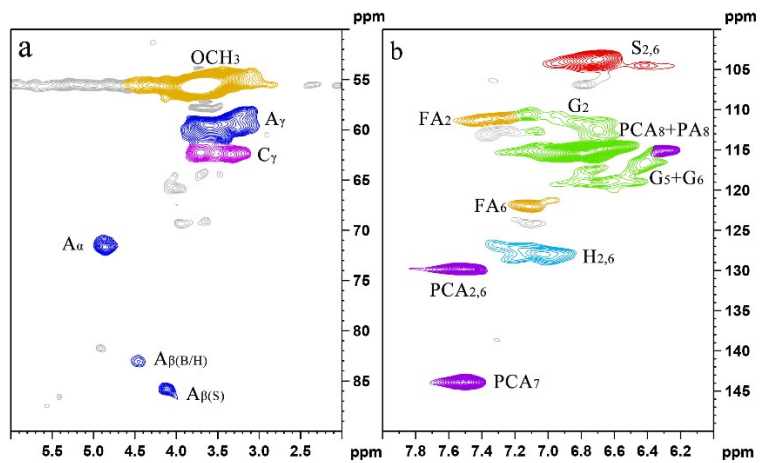 ppm
ppm
a
b
OCH3
S2,6
55
105
Aγ
FA2
G2
110
60
PCA8+PA8
Cγ
115
65
G5+G6
120
FA6
70
Aα
125
H2,6
75
130
PCA2,6
135
80
Aβ(B/H)
140
85
Aβ(S)
PCA7
145
5.5 5.0 4.5 4.0 3.5 3.0 2.5 ppm
7.6 7.4 7.2 7.0 6.8 6.6 6.4 6.2 ppm